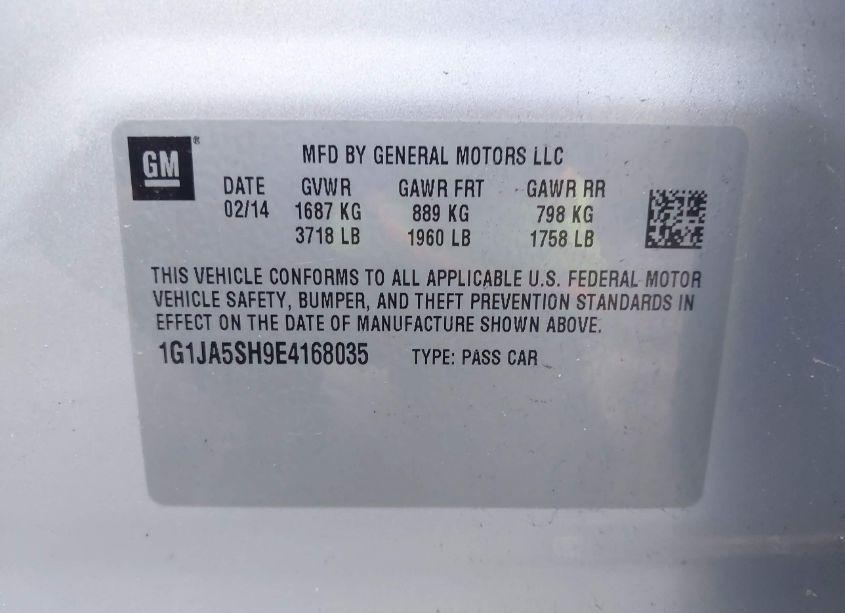 GM®
MFD BY GENERAL MOTORS LLC
DATE GVWR GAWR FRT GAWR RR
02/14 1687 KG 889 KG 798 KG
3718 LB 1960 LB 1758 LB
THIS VEHICLE CONFORMS TO ALL APPLICABLE U.S. FEDERAL MOTOR
VEHICLE SAFETY, BUMPER, AND THEFT PREVENTION STANDARDS IN
EFFECT ON THE DATE OF MANUFACTURE SHOWN ABOVE.
1G1JA5SH9E4168035 TYPE: PASS CAR